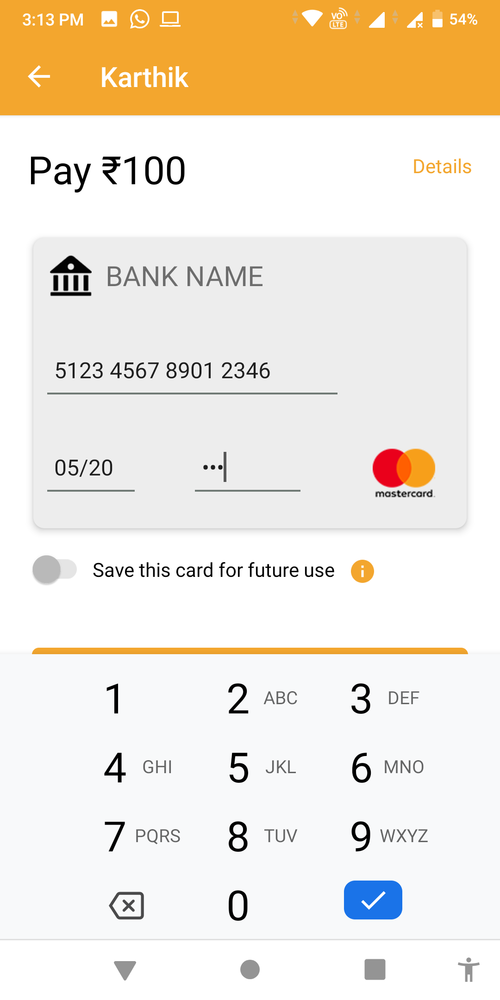 3:13 PM VO LTE 54%
Karthik
Pay ₹100
Details
BANK NAME
5123 4567 8901 2346
05/20 •••
mastercard.
Save this card for future use i
1 2 ABC 3 DEF
4 GHI 5 JKL 6 MNO
7 PQRS 8 TUV 9 WXYZ
0